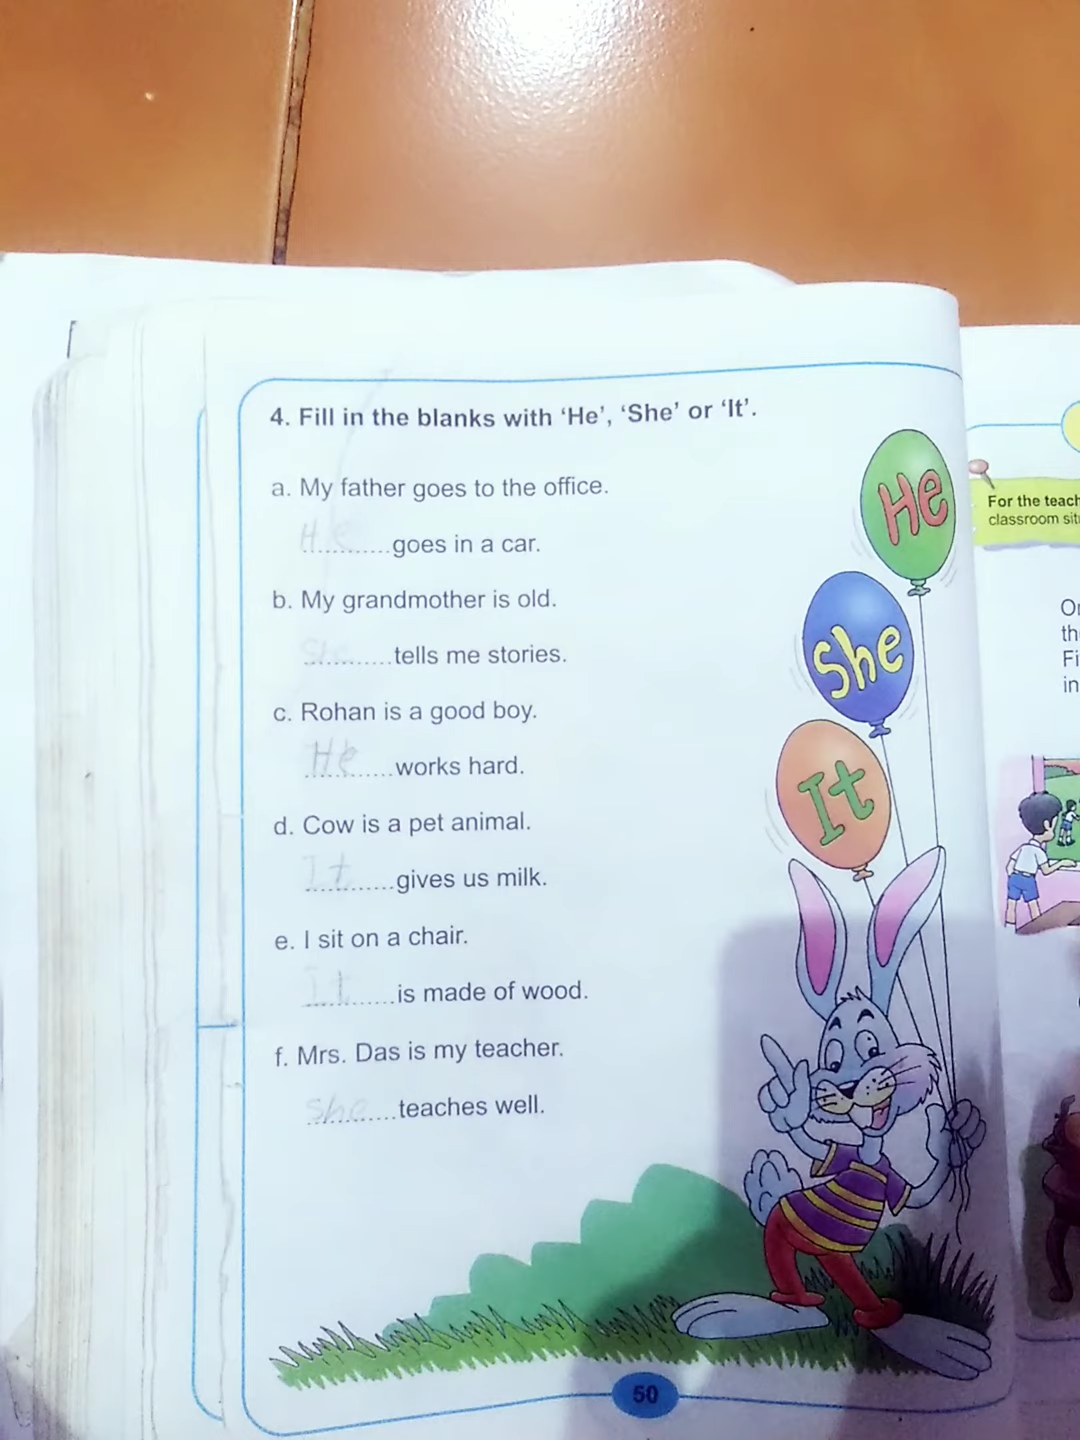 4. Fill in the blanks with ‘He’, ‘She’ or ‘It’.
a. My father goes to the office.
He..........goes in a car.
b. My grandmother is old.
She..........tells me stories.
c. Rohan is a good boy.
He..........works hard.
d. Cow is a pet animal.
It..........gives us milk.
e. I sit on a chair.
It..........is made of wood.
f. Mrs. Das is my teacher.
She..........teaches well.
He
She
It
50
For the teach
classroom sit
th
Fi
in